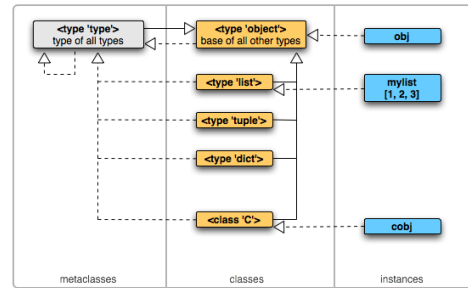 <type 'type'>
type of all types
<type 'object'>
base of all other types
obj
<type 'list'>
mylist
[1, 2, 3]
<type 'tuple'>
<type 'dict'>
<class 'C'>
cobj
metaclasses
classes
instances